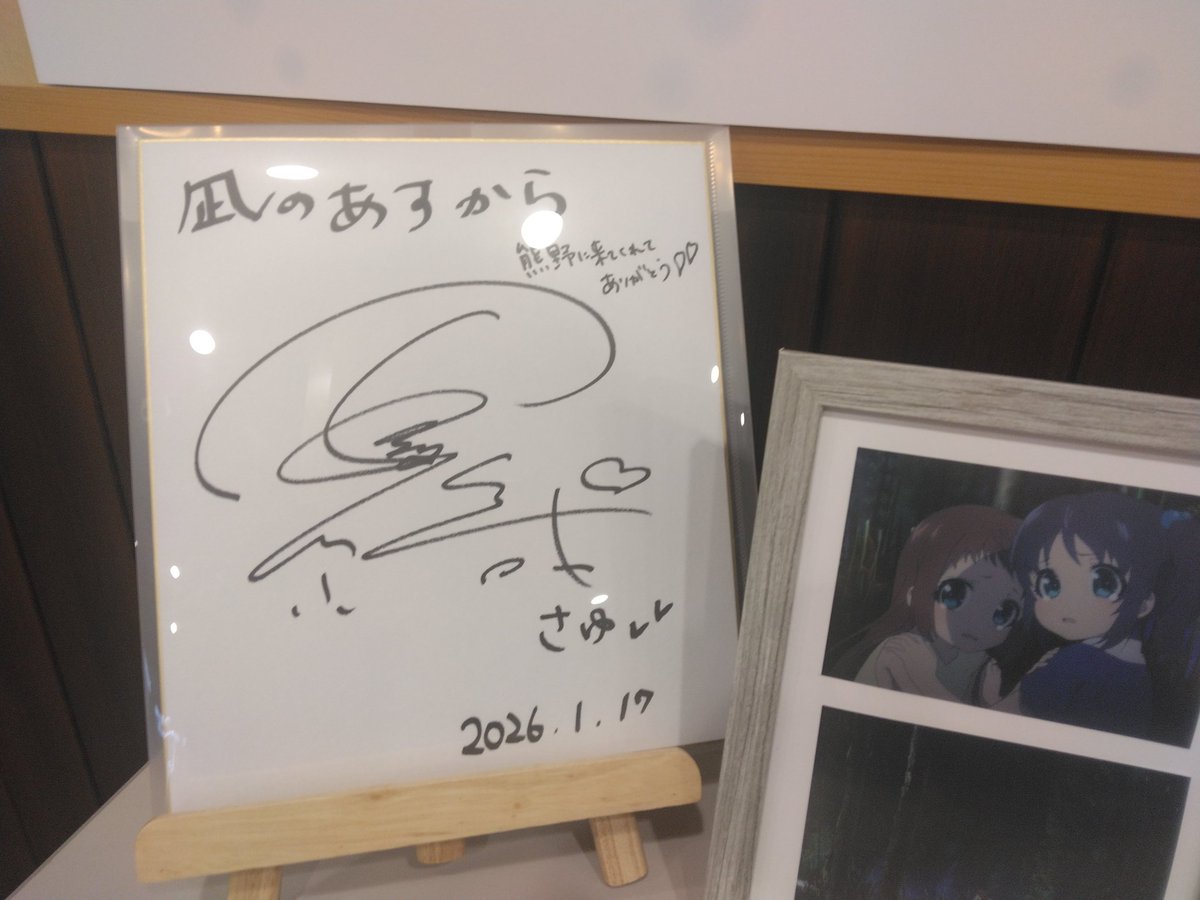 凪のあすから
熊野に来てくれて
ありがとう♡♡
さゆ
2026.1.17